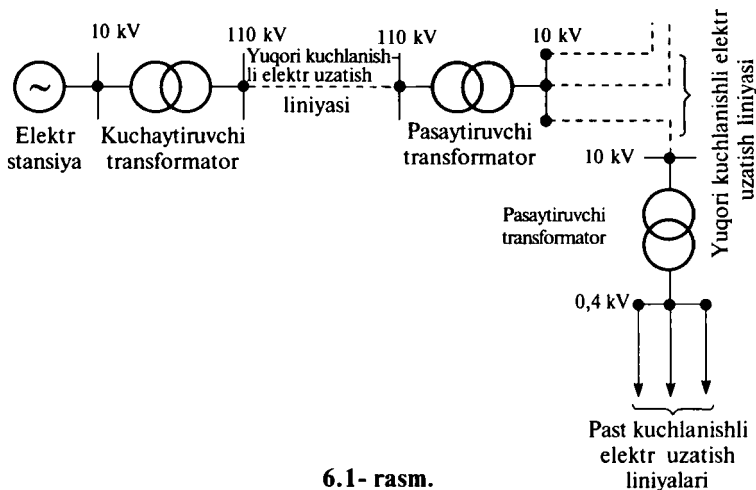 10 kV
110 kV
Yuqori kuchlanish-
li elektr uzatish
liniyasi
110 kV
10 kV
Elektr
stansiya
Kuchaytiruvchi
transformator
Pasaytiruvchi
transformator
Yuqori kuchlanishli elektr
uzatish liniyasi
10 kV
Pasaytiruvchi
transformator
0,4 kV
Past kuchlanishli
elektr uzatish
liniyalari
6.1- rasm.